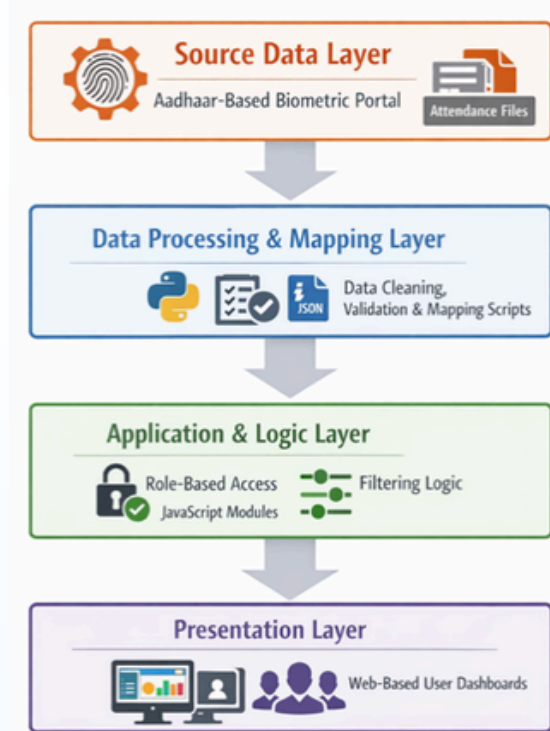 Source Data Layer
Aadhaar-Based Biometric Portal
Attendance Files
Data Processing & Mapping Layer
JSON
Data Cleaning,
Validation & Mapping Scripts
Application & Logic Layer
Role-Based Access
JavaScript Modules
Filtering Logic
Presentation Layer
Web-Based User Dashboards